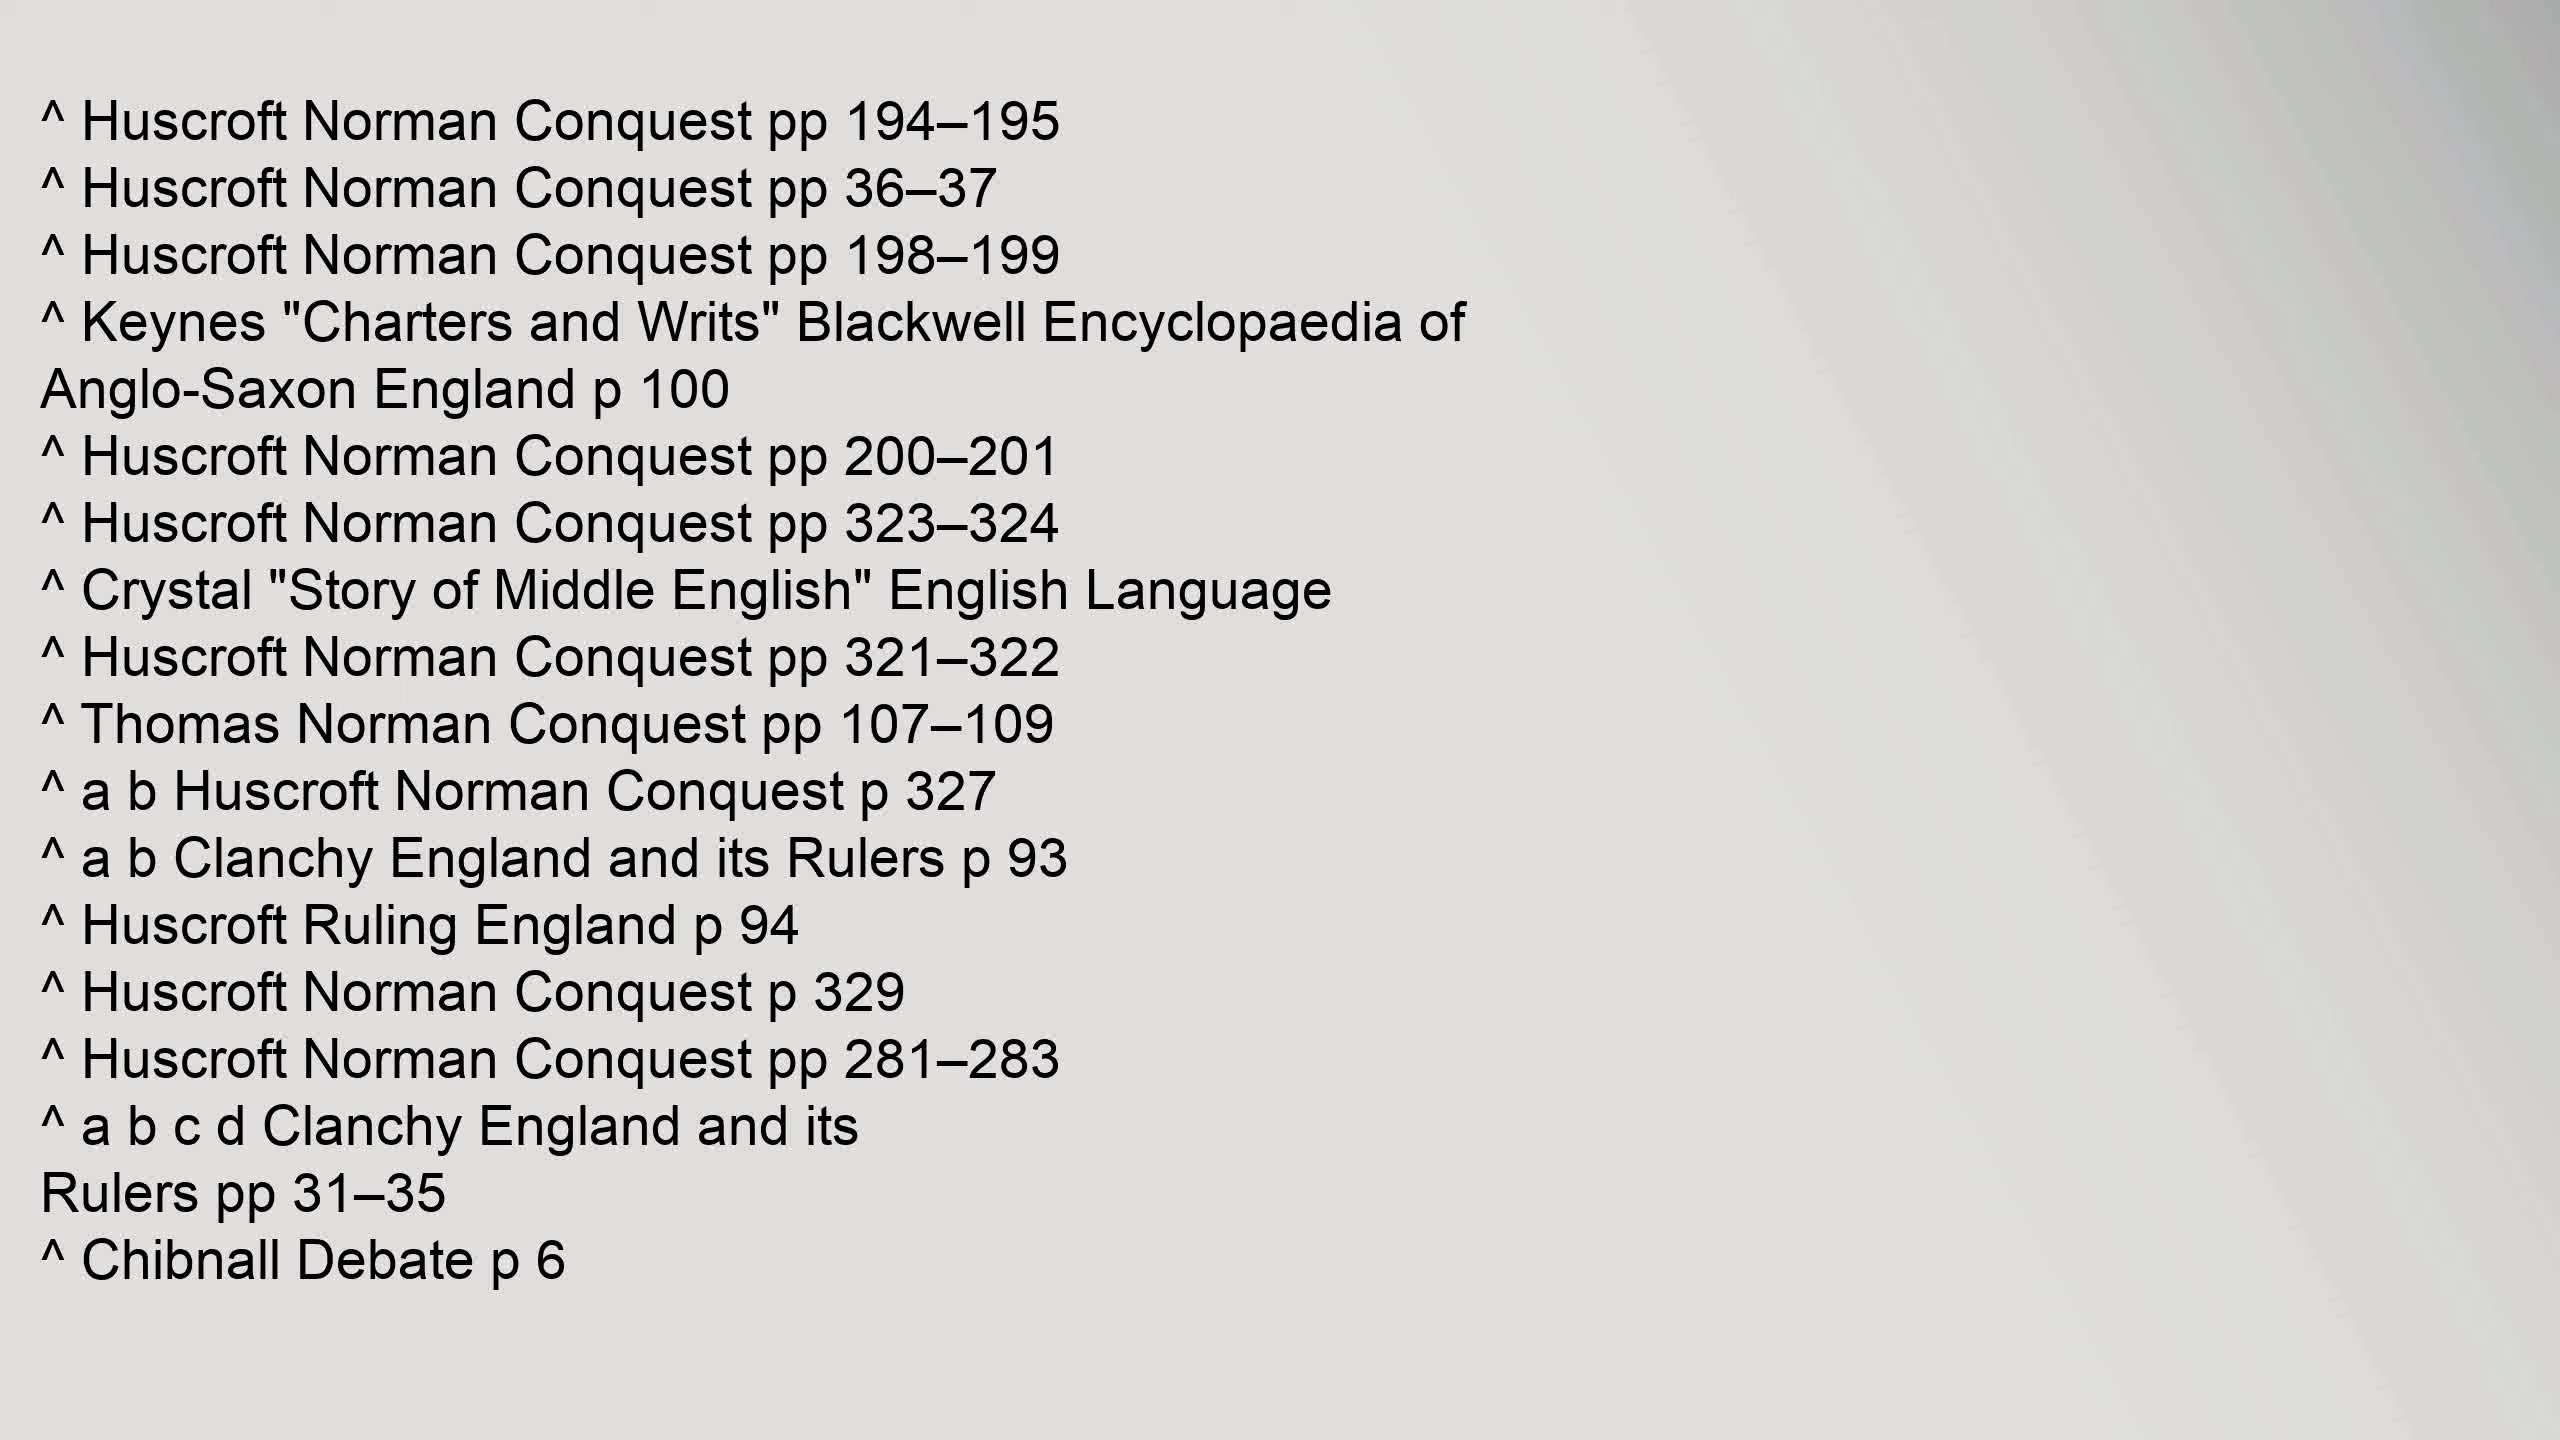 ^ Huscroft Norman Conquest pp 194–195
^ Huscroft Norman Conquest pp 36–37
^ Huscroft Norman Conquest pp 198–199
^ Keynes "Charters and Writs" Blackwell Encyclopaedia of
Anglo-Saxon England p 100
^ Huscroft Norman Conquest pp 200–201
^ Huscroft Norman Conquest pp 323–324
^ Crystal "Story of Middle English" English Language
^ Huscroft Norman Conquest pp 321–322
^ Thomas Norman Conquest pp 107–109
^ a b Huscroft Norman Conquest p 327
^ a b Clanchy England and its Rulers p 93
^ Huscroft Ruling England p 94
^ Huscroft Norman Conquest p 329
^ Huscroft Norman Conquest pp 281–283
^ a b c d Clanchy England and its
Rulers pp 31–35
^ Chibnall Debate p 6